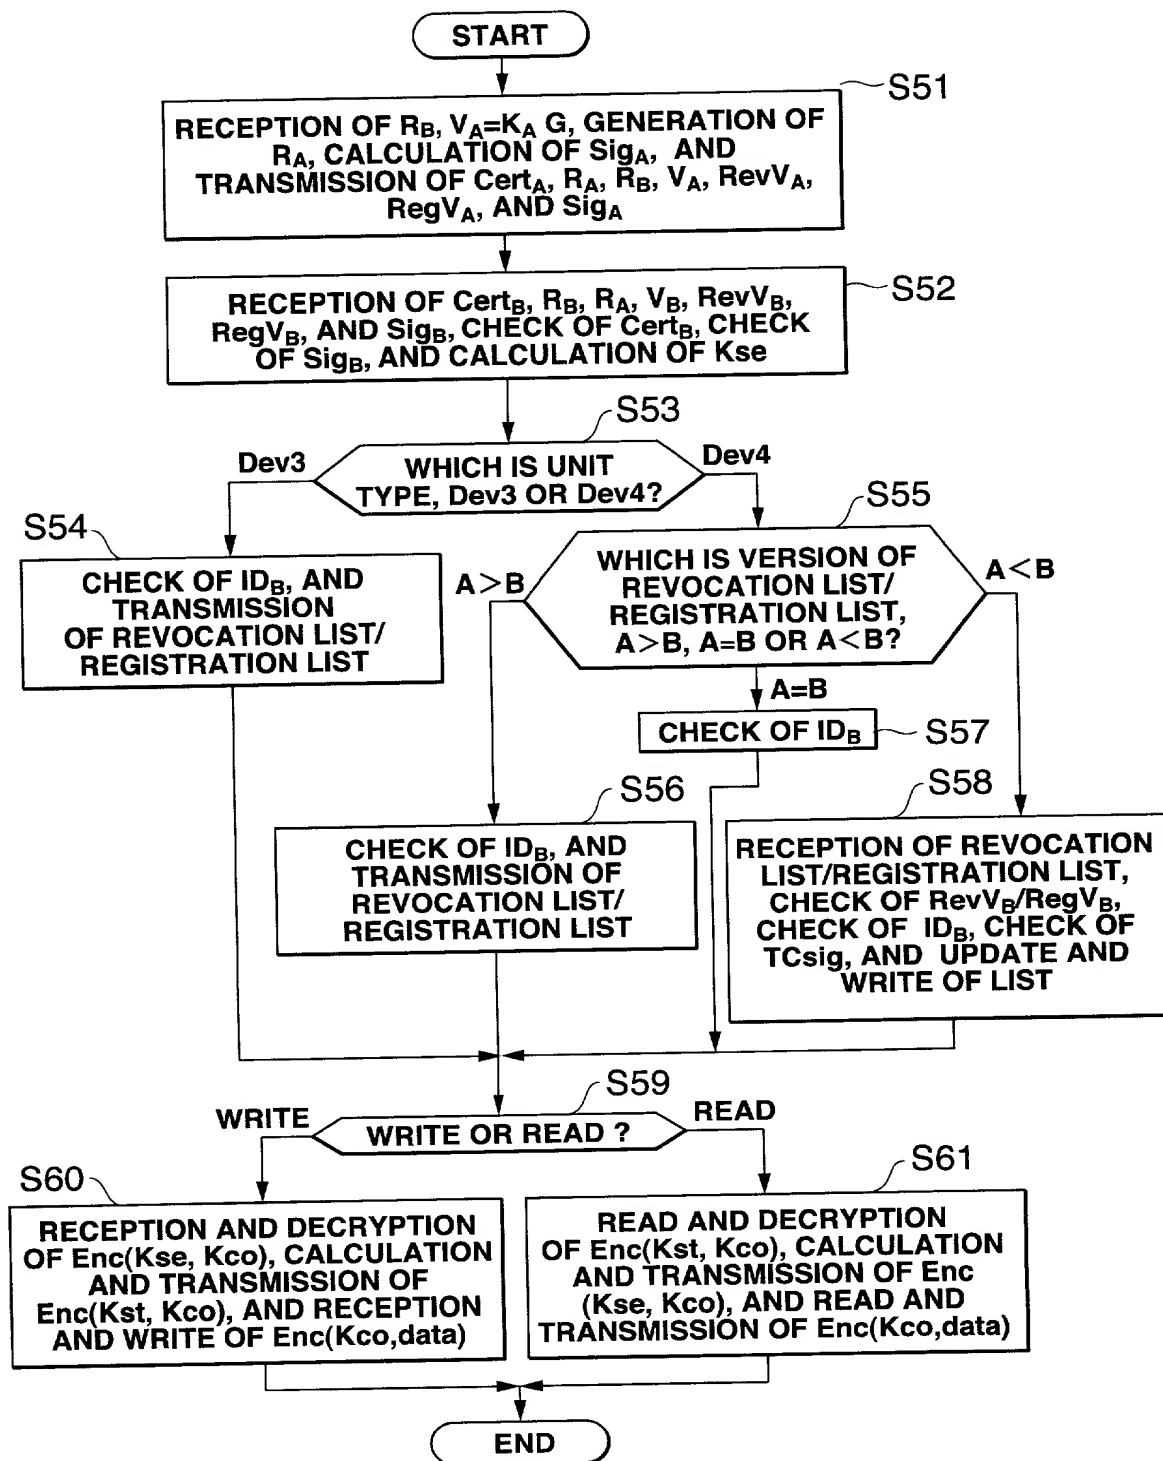 START
S51
RECEPTION OF RB, VA=KA G, GENERATION OF
RA, CALCULATION OF SigA, AND
TRANSMISSION OF CertA, RA, RB, VA, RevVA,
RegVA, AND SigA
S52
RECEPTION OF CertB, RB, RA, VB, RevVB,
RegVB, AND SigB, CHECK OF CertB, CHECK
OF SigB, AND CALCULATION OF Kse
S53
Dev3
WHICH IS UNIT
TYPE, Dev3 OR Dev4?
Dev4
S54
CHECK OF IDB, AND
TRANSMISSION
OF REVOCATION LIST/
REGISTRATION LIST
S55
A>B
WHICH IS VERSION OF
REVOCATION LIST/
REGISTRATION LIST,
A>B, A=B OR A<B?
A<B
A=B
CHECK OF IDB
S57
S56
CHECK OF IDB, AND
TRANSMISSION OF
REVOCATION LIST/
REGISTRATION LIST
S58
RECEPTION OF REVOCATION
LIST/REGISTRATION LIST,
CHECK OF RevVB/RegVB,
CHECK OF IDB, CHECK OF
TCsig, AND UPDATE AND
WRITE OF LIST
S59
WRITE
WRITE OR READ ?
READ
S60
RECEPTION AND DECRYPTION
OF Enc(Kse, Kco), CALCULATION
AND TRANSMISSION OF
Enc(Kst, Kco), AND RECEPTION
AND WRITE OF Enc(Kco,data)
S61
READ AND DECRYPTION
OF Enc(Kst, Kco), CALCULATION
AND TRANSMISSION OF Enc
(Kse, Kco), AND READ AND
TRANSMISSION OF Enc(Kco,data)
END